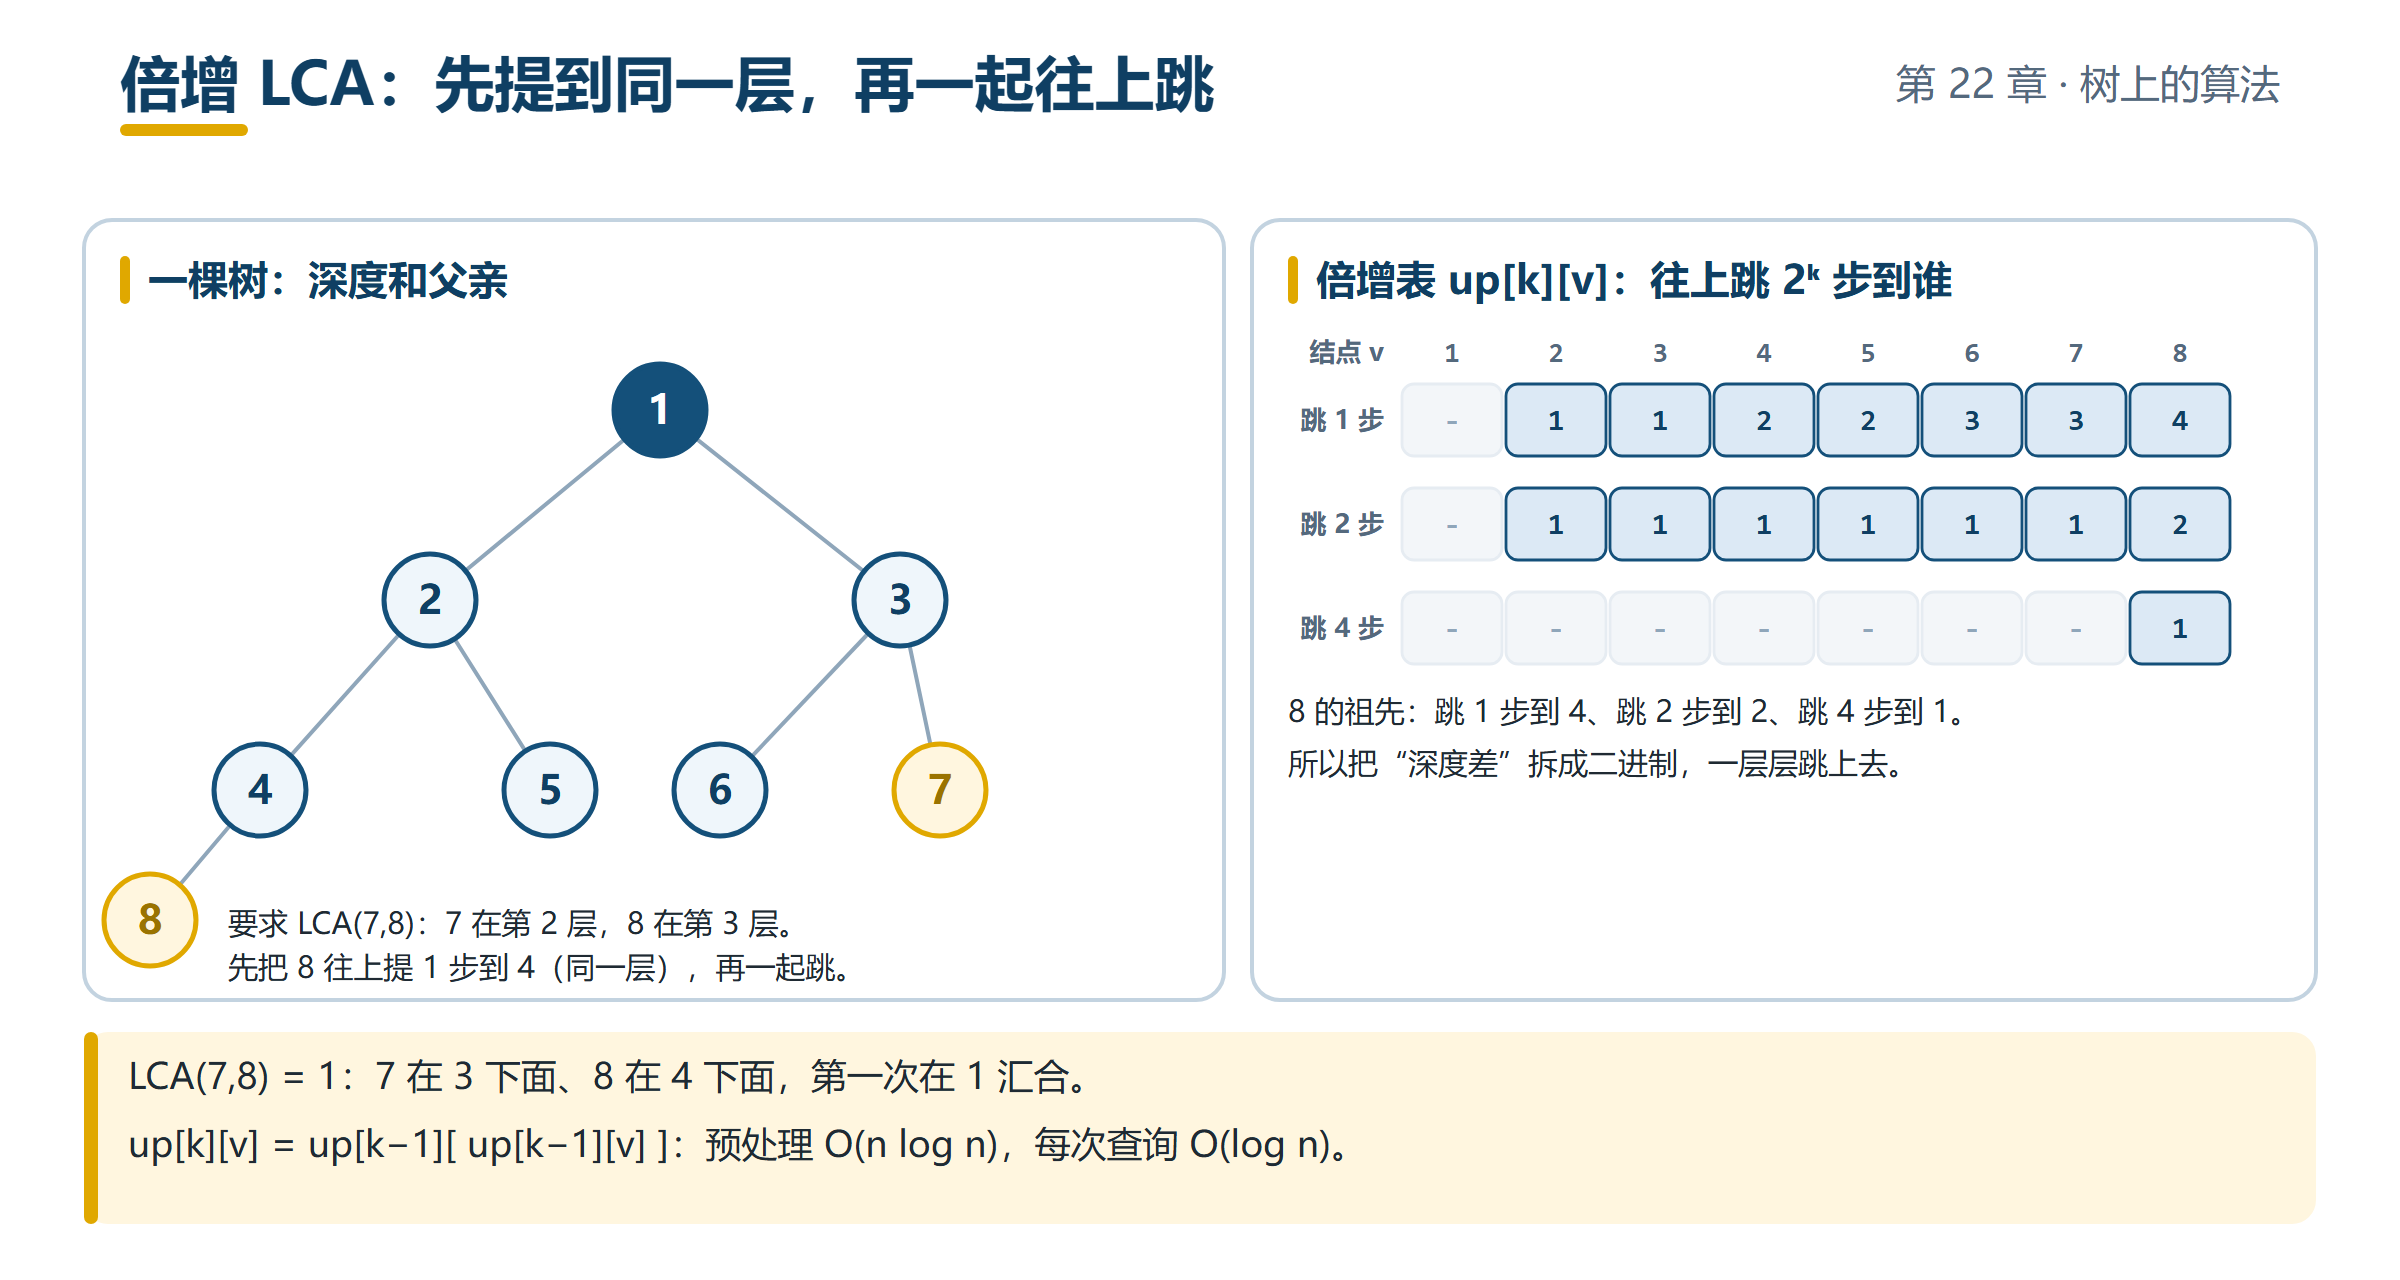 倍增 LCA：先提到同一层，再一起往上跳
第 22 章 · 树上的算法
一棵树：深度和父亲
1
2
3
4
5
6
7
8
要求 LCA(7,8)：7 在第 2 层，8 在第 3 层。
先把 8 往上提 1 步到 4（同一层），再一起跳。
倍增表 up[k][v]：往上跳 2ᵏ 步到谁
结点 v 1 2 3 4 5 6 7 8
跳 1 步 - 1 1 2 2 3 3 4
跳 2 步 - 1 1 1 1 1 1 2
跳 4 步 - - - - - - - 1
8 的祖先：跳 1 步到 4、跳 2 步到 2、跳 4 步到 1。
所以把“深度差”拆成二进制，一层层跳上去。
LCA(7,8) = 1：7 在 3 下面、8 在 4 下面，第一次在 1 汇合。
up[k][v] = up[k−1][ up[k−1][v] ]：预处理 O(n log n)，每次查询 O(log n)。